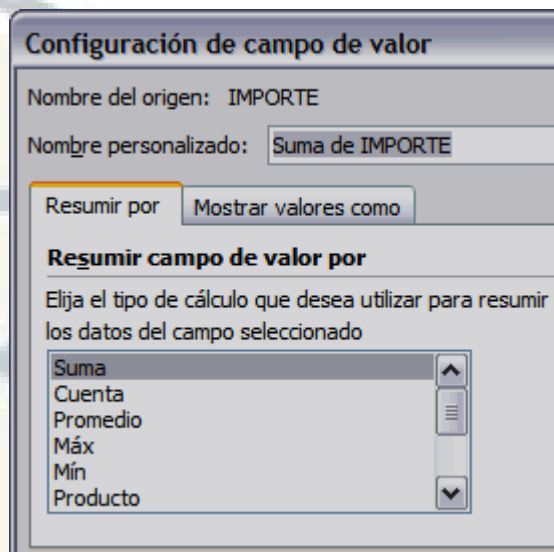 Configuración de campo de valor
Nombre del origen: IMPORTE
Nombre personalizado: Suma de IMPORTE
Resumir por Mostrar valores como
Resumir campo de valor por
Elija el tipo de cálculo que desea utilizar para resumir
los datos del campo seleccionado
Suma
Cuenta
Promedio
Máx
Mín
Producto